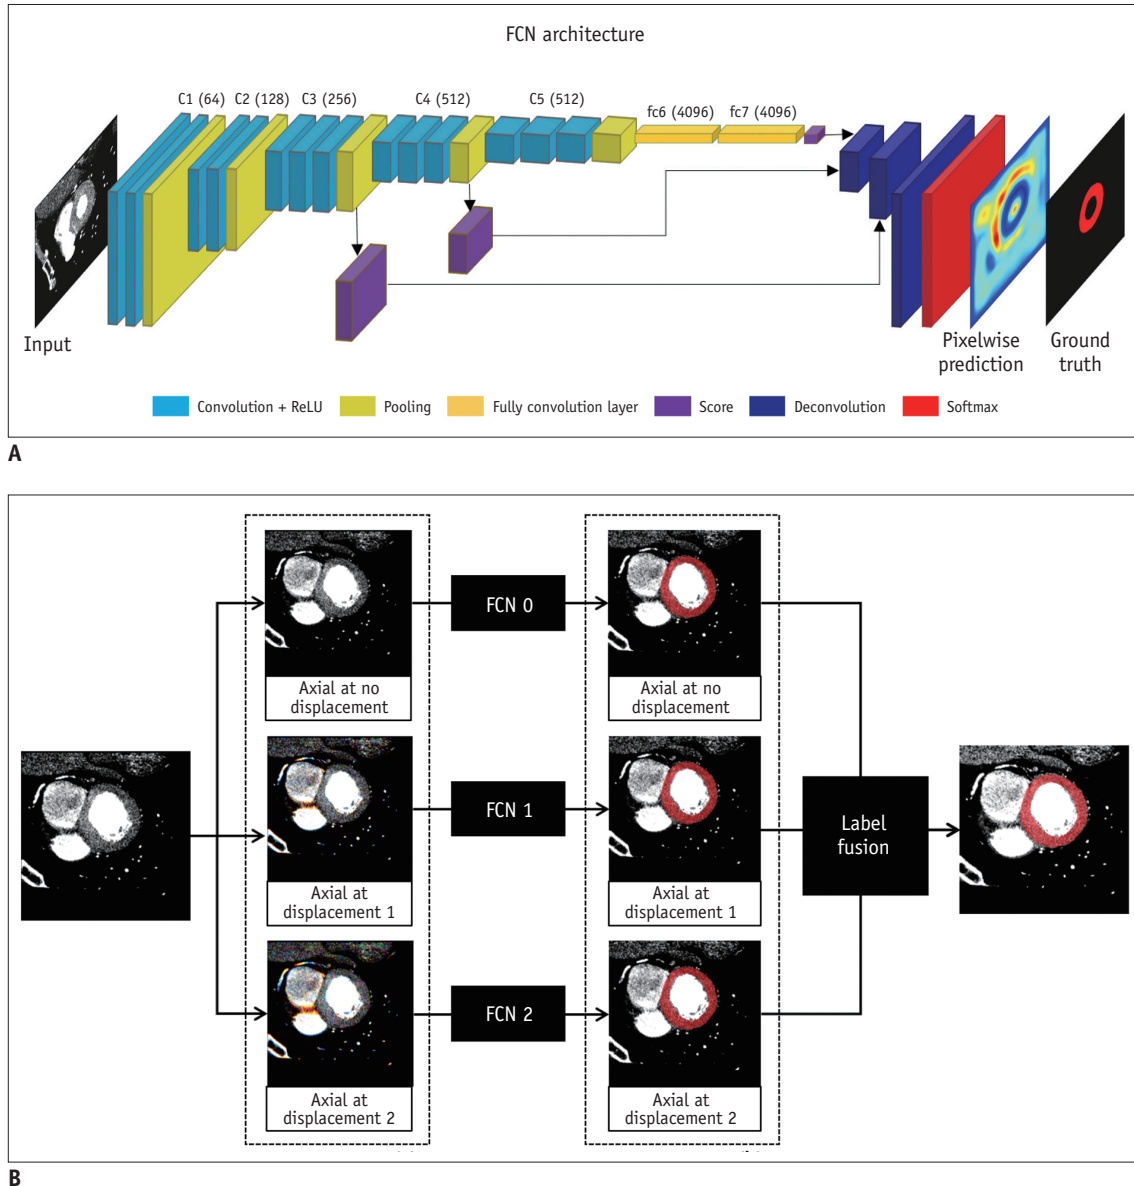 FCN architecture
C1 (64) C2 (128) C3 (256) C4 (512) C5 (512) fc6 (4096) fc7 (4096)
Input
Pixelwise
prediction
Ground
truth
Convolution + ReLU Pooling Fully convolution layer Score Deconvolution Softmax
A
FCN 0
Axial at no
displacement
Axial at no
displacement
FCN 1
Axial at
displacement 1
Axial at
displacement 1
Label
fusion
FCN 2
Axial at
displacement 2
Axial at
displacement 2
B